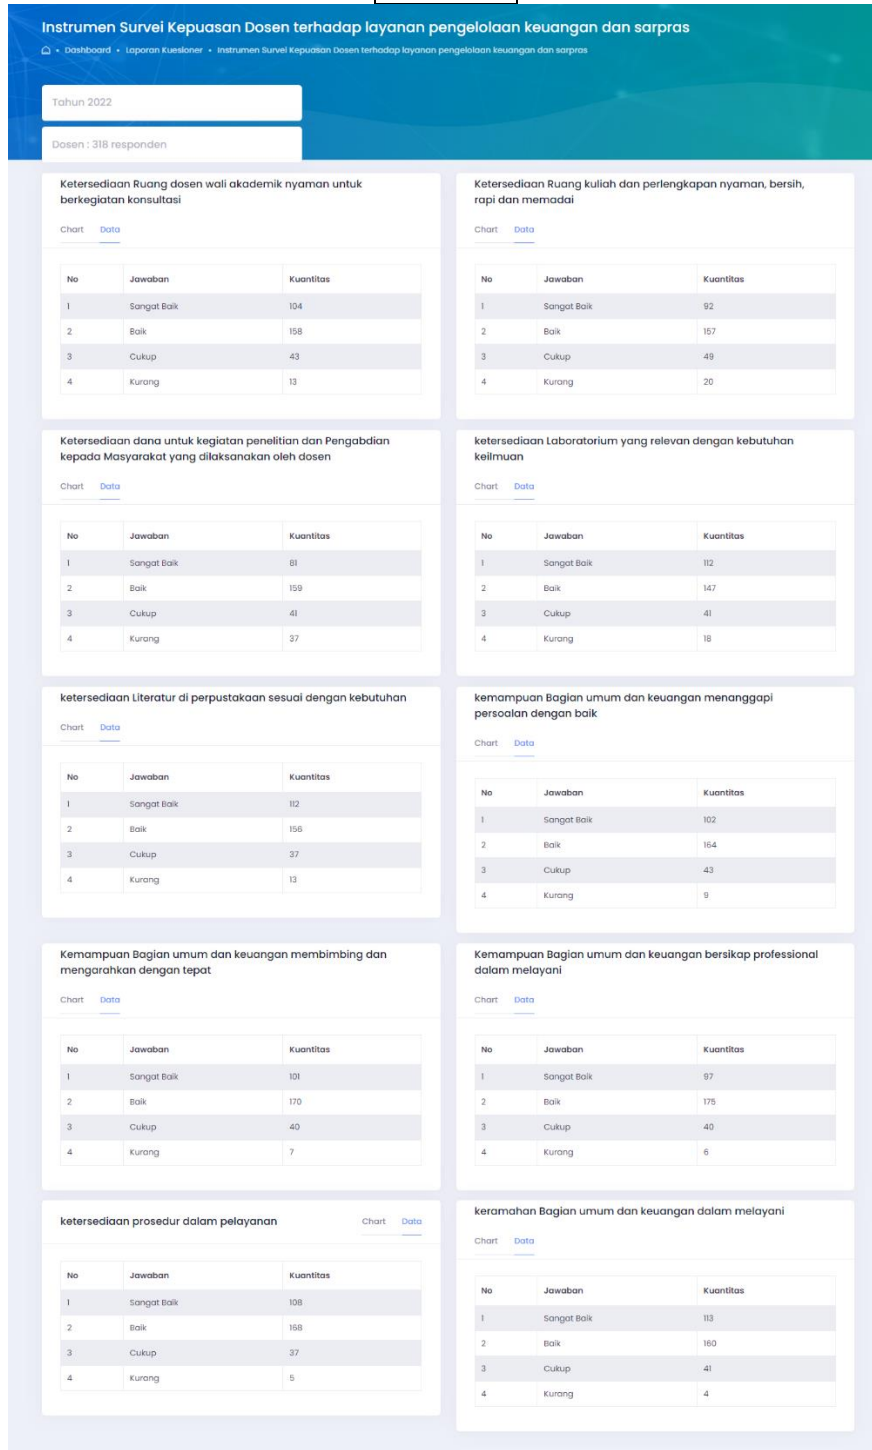 Instrumen Survei Kepuasan Dosen terhadap layanan pengelolaan keuangan dan sarpras
Dashboard • Laporan Kuesioner • Instrumen Survei Kepuasan Dosen terhadap layanan pengelolaan keuangan dan sarpras
Tahun 2022
Dosen : 318 responden
Ketersediaan Ruang dosen wali akademik nyaman untuk
berkegiatan konsultasi
Chart Data
No Jawaban Kuantitas
1 Sangat Baik 104
2 Baik 158
3 Cukup 43
4 Kurang 13
Ketersediaan Ruang kuliah dan perlengkapan nyaman, bersih,
rapi dan memadai
Chart Data
No Jawaban Kuantitas
1 Sangat Baik 92
2 Baik 157
3 Cukup 49
4 Kurang 20
Ketersediaan dana untuk kegiatan penelitian dan Pengabdian
kepada Masyarakat yang dilaksanakan oleh dosen
Chart Data
No Jawaban Kuantitas
1 Sangat Baik 81
2 Baik 159
3 Cukup 41
4 Kurang 37
ketersediaan Laboratorium yang relevan dengan kebutuhan
keilmuan
Chart Data
No Jawaban Kuantitas
1 Sangat Baik 112
2 Baik 147
3 Cukup 41
4 Kurang 18
ketersediaan Literatur di perpustakaan sesuai dengan kebutuhan
Chart Data
No Jawaban Kuantitas
1 Sangat Baik 112
2 Baik 156
3 Cukup 37
4 Kurang 13
kemampuan Bagian umum dan keuangan menanggapi
persoalan dengan baik
Chart Data
No Jawaban Kuantitas
1 Sangat Baik 102
2 Baik 164
3 Cukup 43
4 Kurang 9
Kemampuan Bagian umum dan keuangan membimbing dan
mengarahkan dengan tepat
Chart Data
No Jawaban Kuantitas
1 Sangat Baik 101
2 Baik 170
3 Cukup 40
4 Kurang 7
Kemampuan Bagian umum dan keuangan bersikap professional
dalam melayani
Chart Data
No Jawaban Kuantitas
1 Sangat Baik 97
2 Baik 175
3 Cukup 40
4 Kurang 6
ketersediaan prosedur dalam pelayanan Chart Data
No Jawaban Kuantitas
1 Sangat Baik 108
2 Baik 168
3 Cukup 37
4 Kurang 5
keramahan Bagian umum dan keuangan dalam melayani
Chart Data
No Jawaban Kuantitas
1 Sangat Baik 113
2 Baik 160
3 Cukup 41
4 Kurang 4